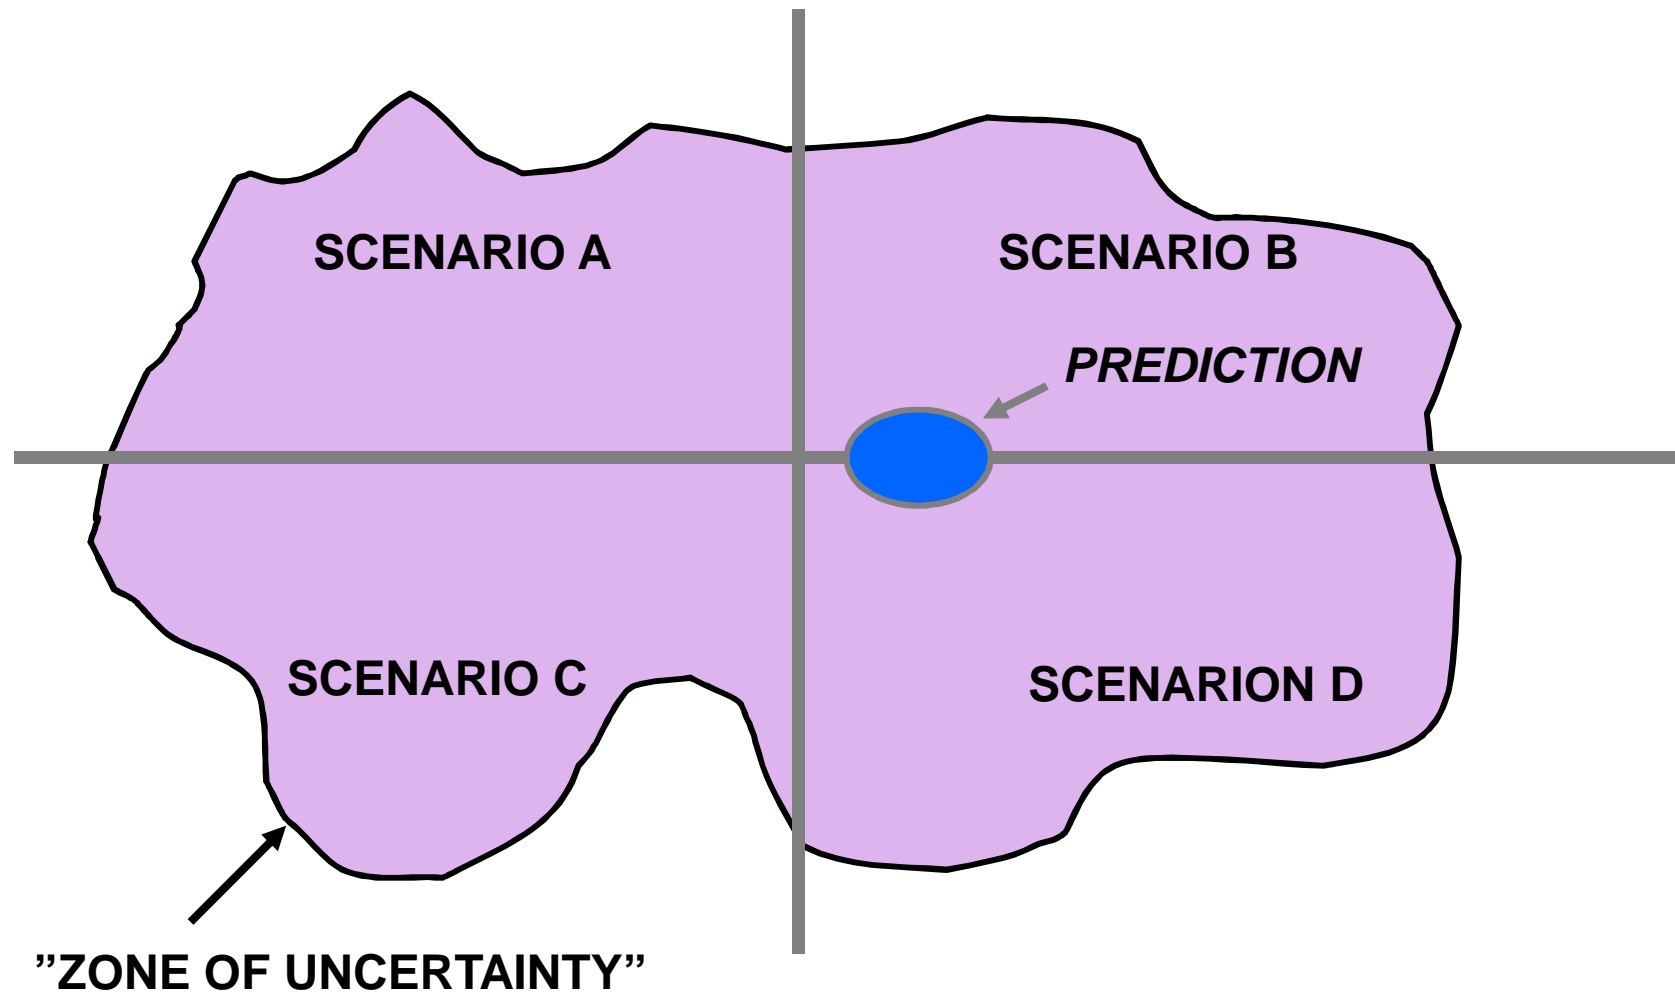 SCENARIO A
SCENARIO B
PREDICTION
SCENARIO C
SCENARION D
”ZONE OF UNCERTAINTY”